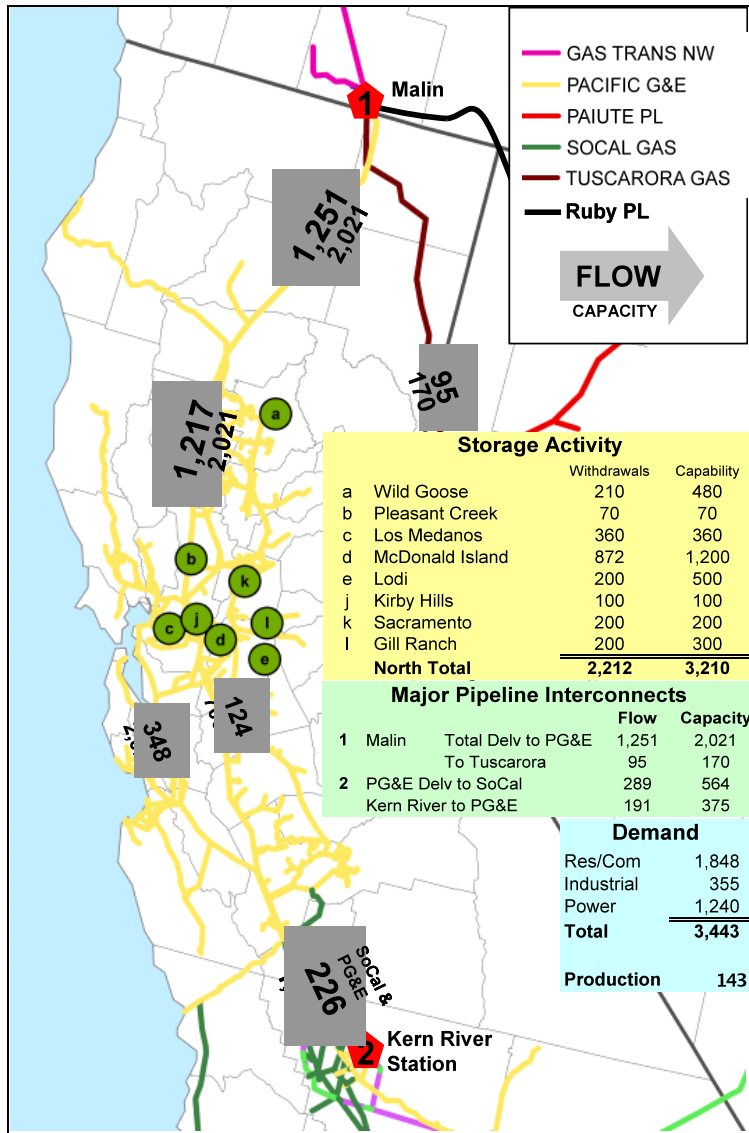 GAS TRANS NW
PACIFIC G&E
PAIUTE PL
SOCAL GAS
TUSCARORA GAS
Ruby PL
FLOW
CAPACITY
1 Malin
1,251
2,021
95
170
1,217
2,021
a
b
k
j
c
d
l
e
Storage Activity
Withdrawals Capability
a Wild Goose 210 480
b Pleasant Creek 70 70
c Los Medanos 360 360
d McDonald Island 872 1,200
e Lodi 200 500
j Kirby Hills 100 100
k Sacramento 200 200
l Gill Ranch 200 300
North Total 2,212 3,210
Major Pipeline Interconnects
Flow Capacity
1 Malin Total Delv to PG&E 1,251 2,021
To Tuscarora 95 170
2 PG&E Delv to SoCal 289 564
Kern River to PG&E 191 375
124
348
Demand
Res/Com 1,848
Industrial 355
Power 1,240
Total 3,443
Production 143
226
SoCal &
PG&E
2 Kern River
Station